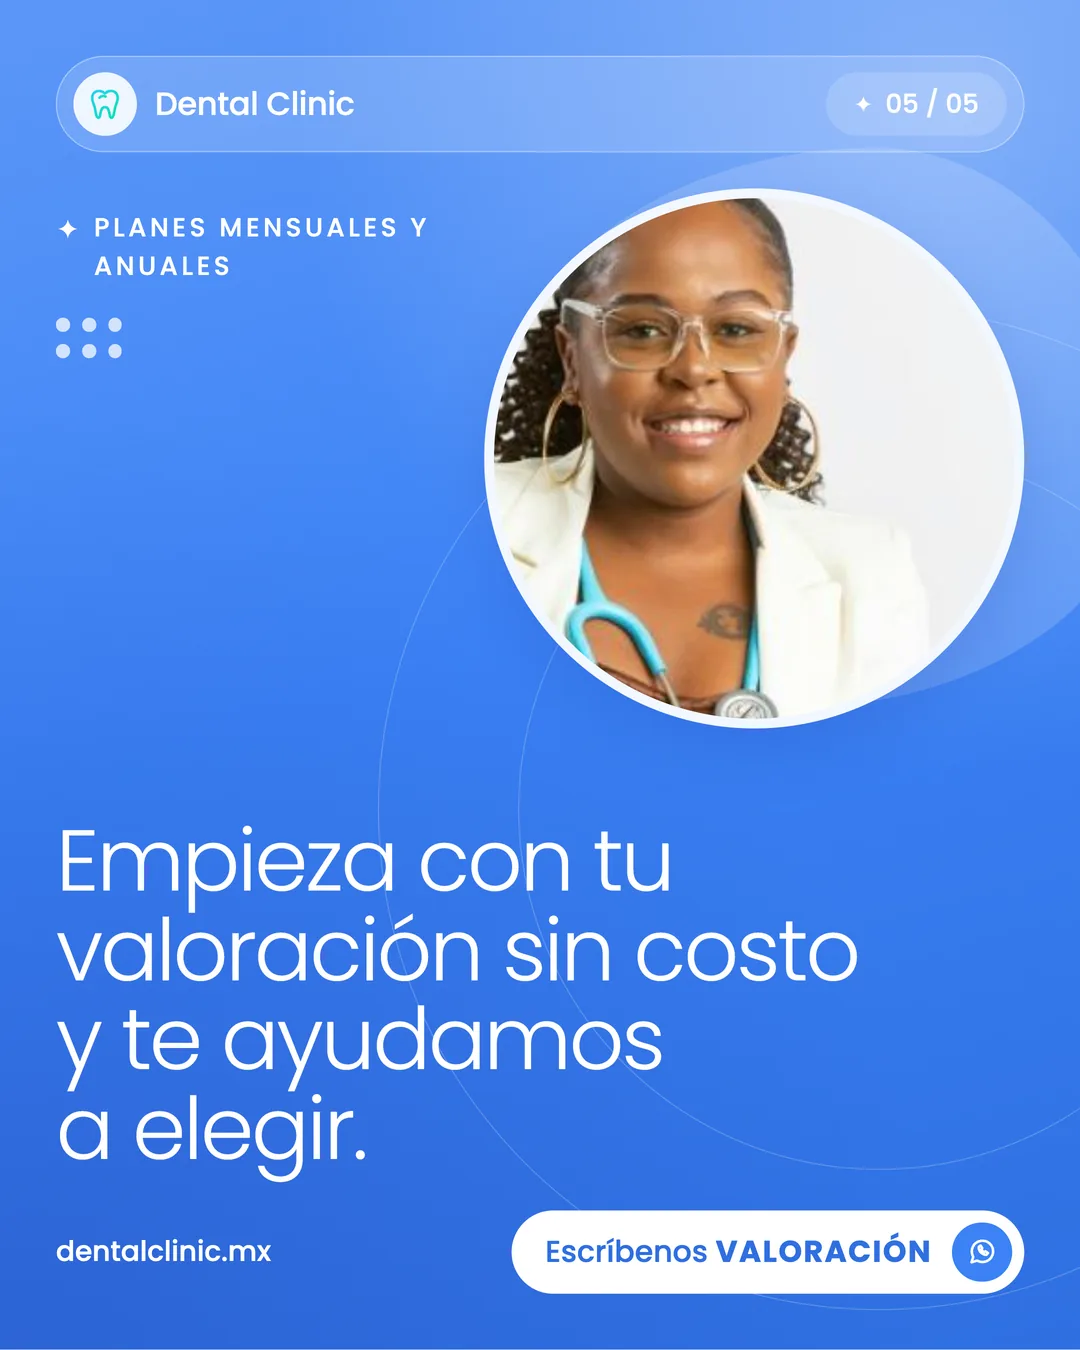 Dental Clinic
✦ 05 / 05
✦ PLANES MENSUALES Y
ANUALES
Empieza con tu
valoración sin costo
y te ayudamos
a elegir.
dentalclinic.mx
Escríbenos VALORACIÓN